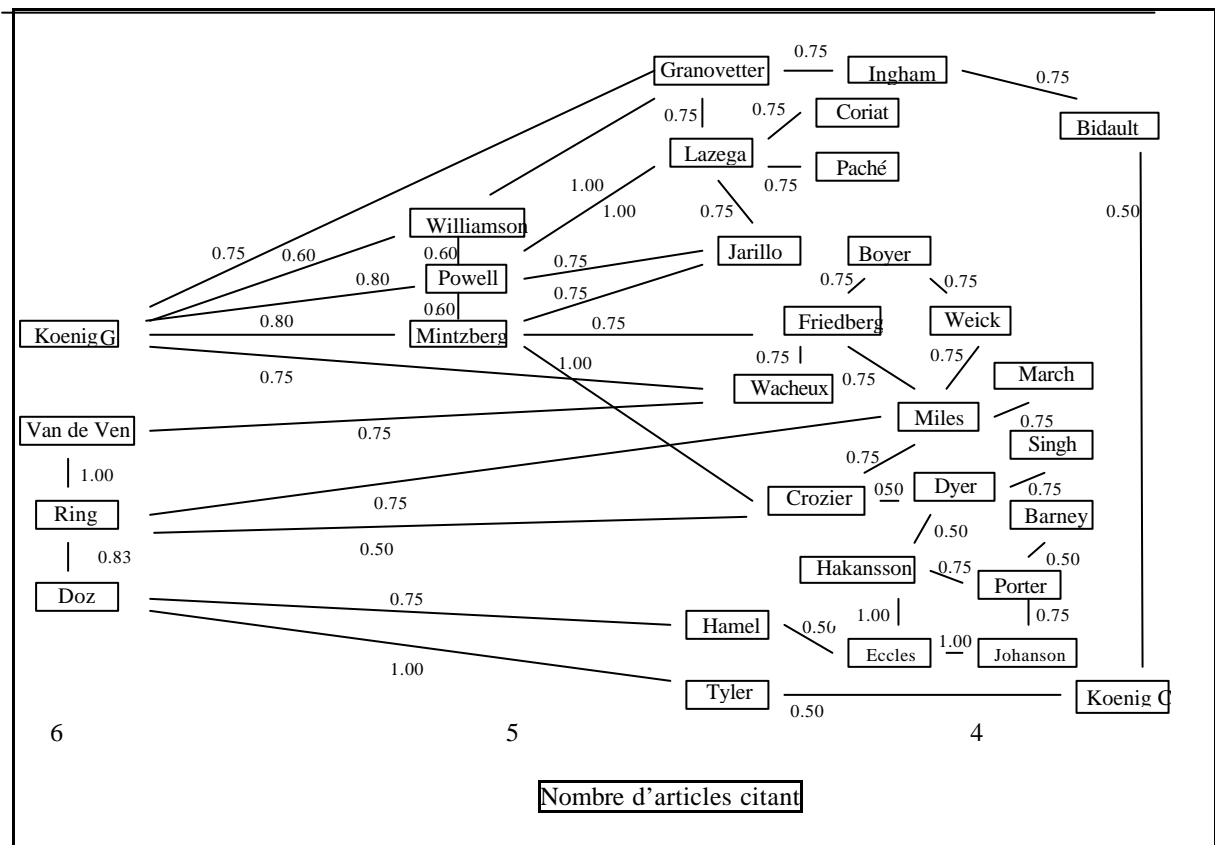 0.75
Granovetter
Ingham
0.75
0.75
0.75
Coriat
Bidault
Lazega
Paché
1.00
0.75
1.00
0.75
0.50
Williamson
0.75
0.60
0.60
Jarillo
Boyer
0.80
Powell
0.75
0.75
0.75
0.75
0.60
Friedberg
Weick
Koenig G
0.80
Mintzberg
0.75
0.75
1.00
0.75
0.75
0.75
March
Wacheux
Miles
0.75
Van de Ven
0.75
Singh
1.00
0.75
0.75
Dyer
0.75
Crozier
050
Ring
0.75
Barney
0.83
0.50
0.50
0.50
Hakansson
0.75
Porter
Doz
0.75
1.00
0.75
Hamel
0.50
1.00
Eccles
Johanson
1.00
Tyler
0.50
Koenig C
6 5 4
Nombre d'articles citant